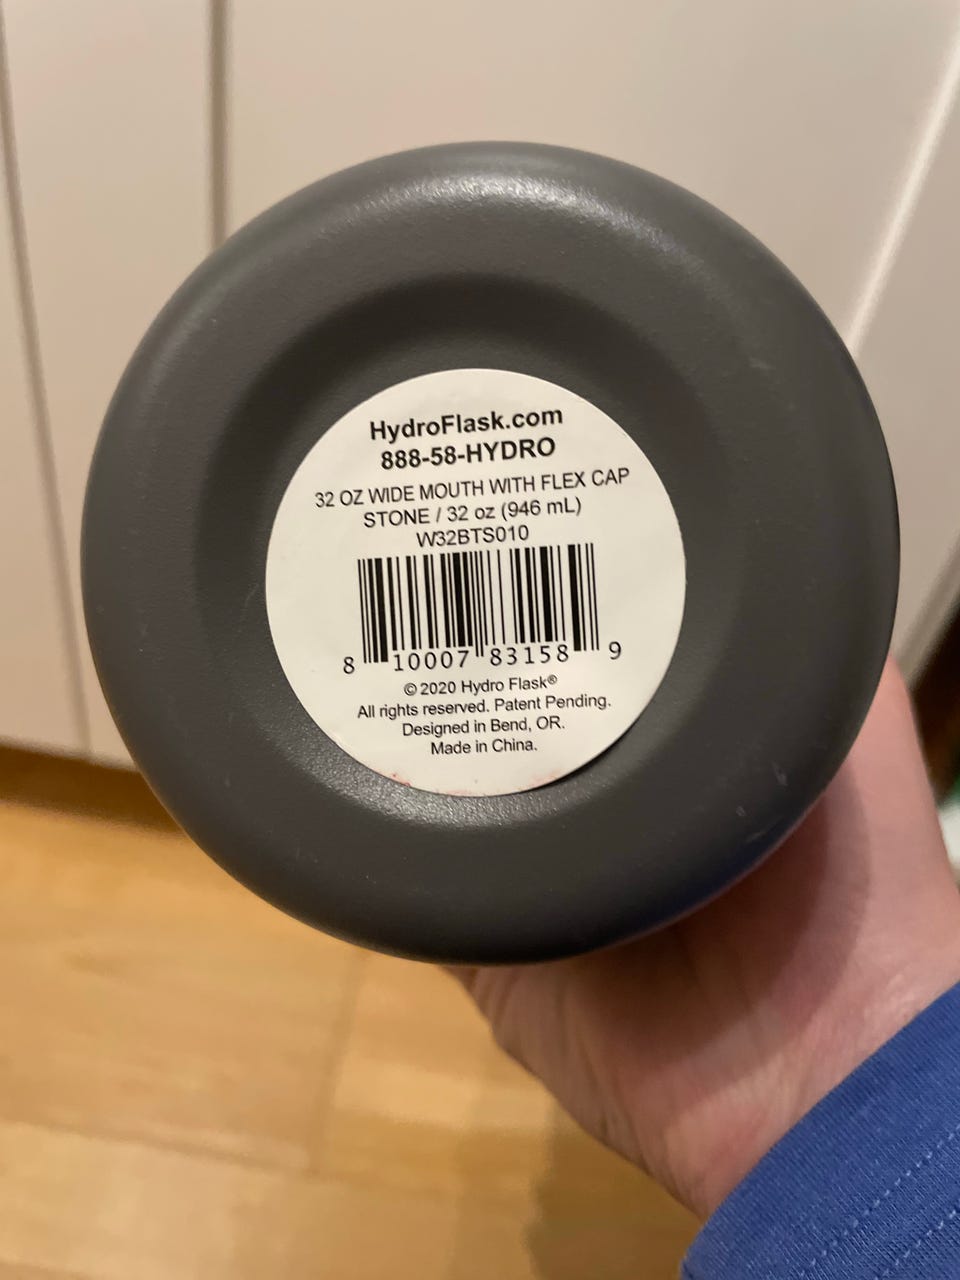 HydroFlask.com
888-58-HYDRO
32 OZ WIDE MOUTH WITH FLEX CAP
STONE / 32 oz (946 mL)
W32BTS010
8 10007 83158 9
© 2020 Hydro Flask®
All rights reserved. Patent Pending.
Designed in Bend, OR.
Made in China.